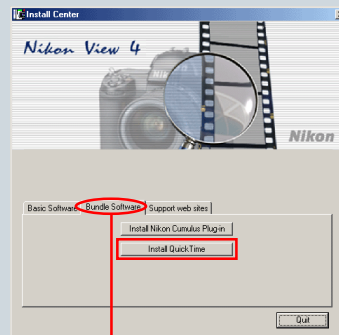 Install Center
Nikon View 4
Nikon
Basic Software
Bundle Software
Support web sites
Install Nikon Cumulus Plug-in
Install QuickTime
Quit